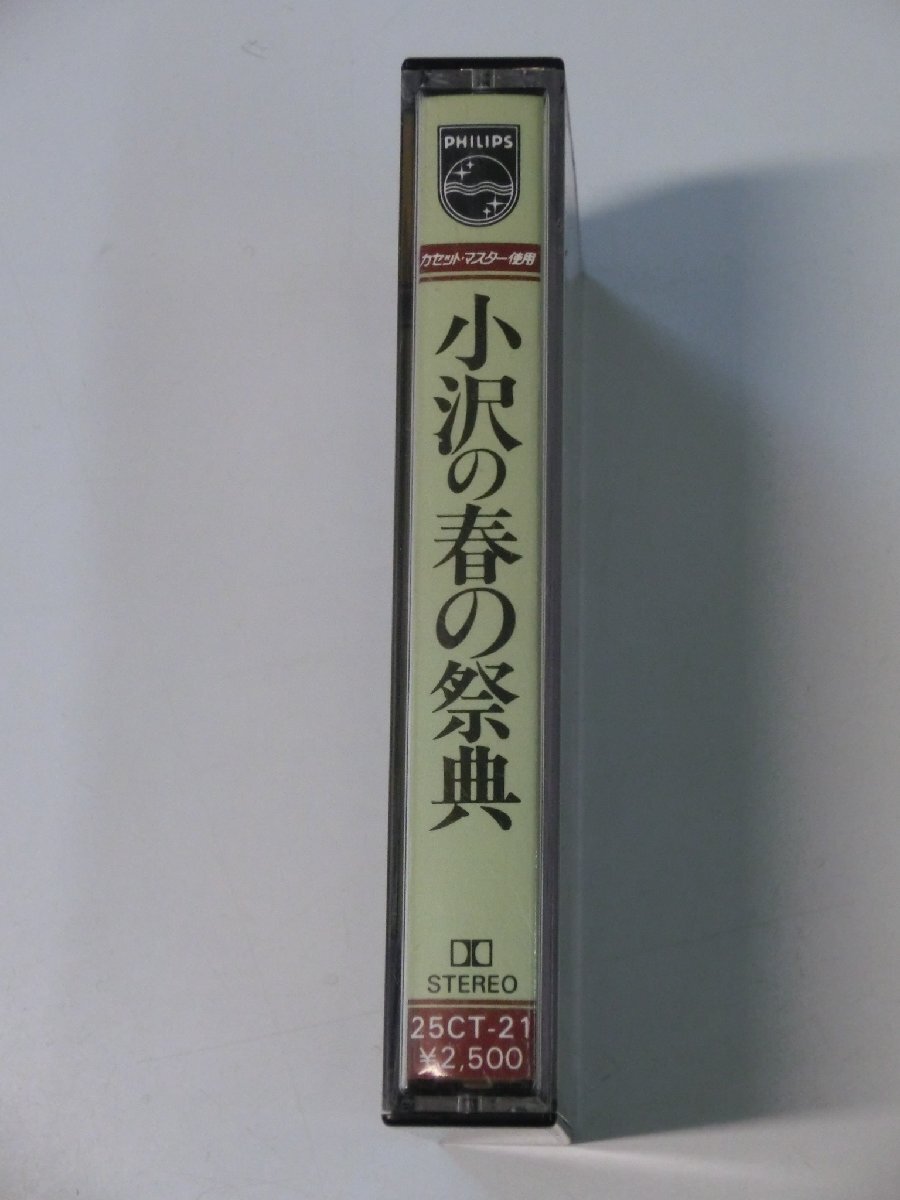 PHILIPS
カセット・マスター使用
小沢の春の祭典
STEREO
25CT-21
¥2,500